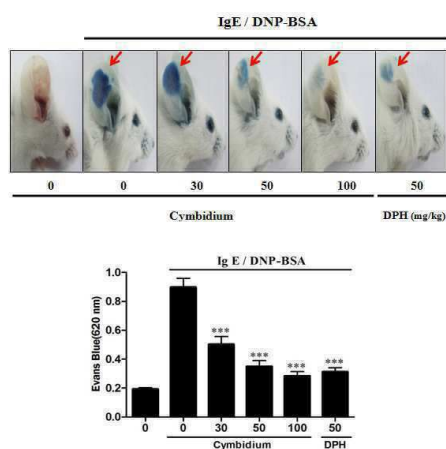 IgE / DNP-BSA
0 0 30 50 100 50
Cymbidium DPH (mg/kg)
Ig E / DNP-BSA
Evans Blue(620 nm)
1.0
0.8
0.6
0.4
0.2
0.0
*** *** *** ***
0 0 30 50 100 50
Cymbidium DPH